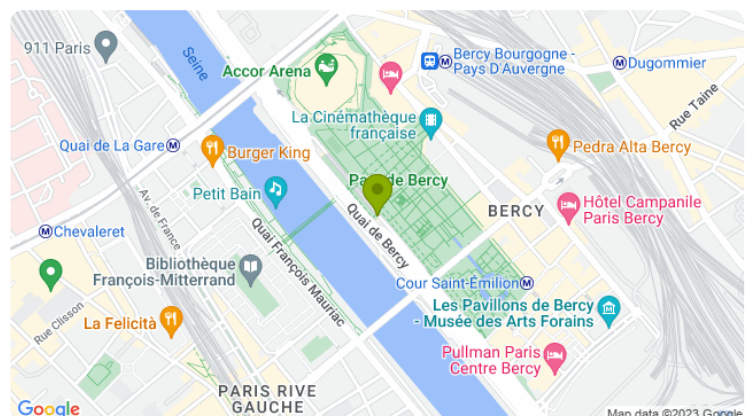 911 Paris
Seine
Accor Arena
Bercy Bourgogne -
Pays D'Auvergne
Dugommier
Rue Taine
La Cinémathèque
française
Quai de La Gare
Burger King
Pedra Alta Bercy
Petit Bain
Parc de Bercy
Hôtel Campanile
Paris Bercy
BERCY
Av. de France
Chevaleret
Quai de Bercy
Quai François Mauriac
Bibliothèque
François-Mitterrand
Cour Saint-Émilion
Les Pavillons de Bercy
- Musée des Arts Forains
Rue Clisson
La Felicità
Pullman Paris
Centre Bercy
PARIS RIVE
GAUCHE
Google
Map data ©2023 Google